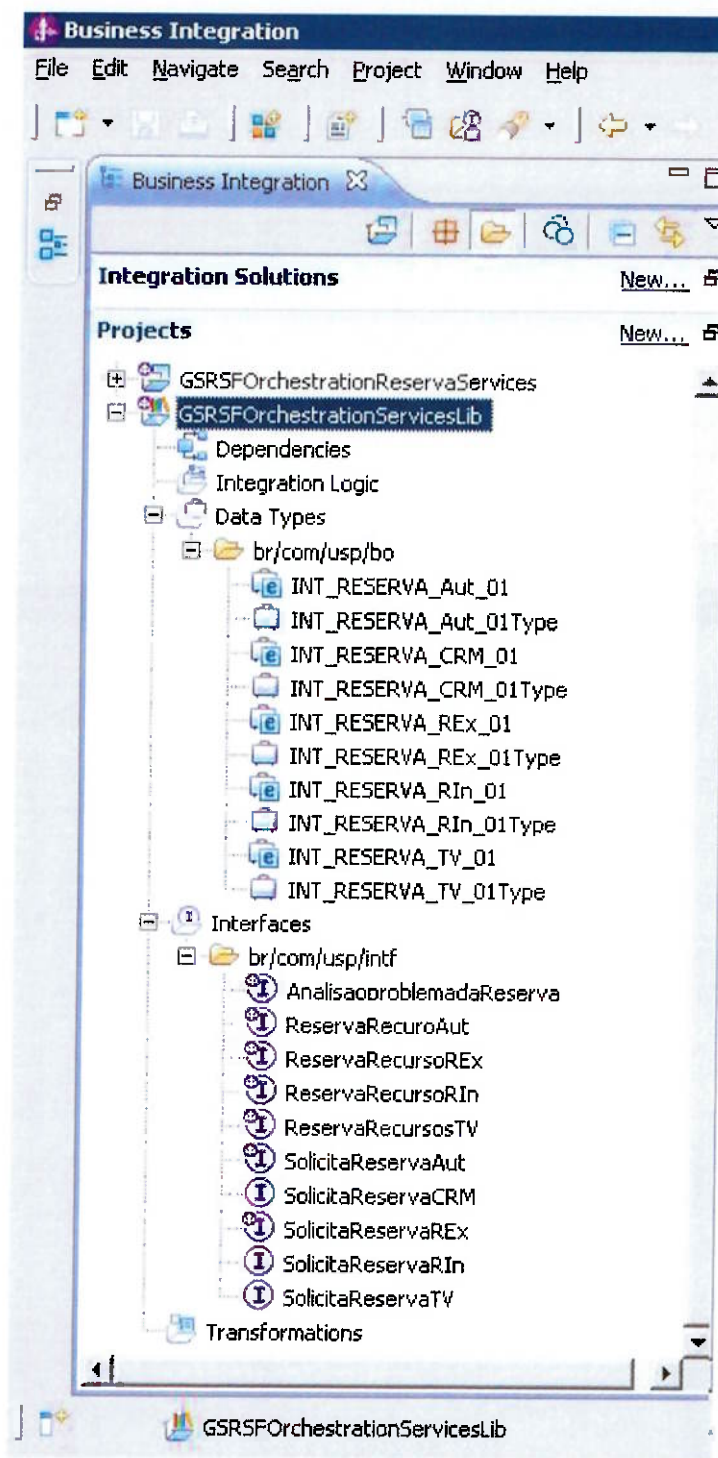 Business Integration
File Edit Navigate Search Project Window Help
Business Integration
Integration Solutions New...
Projects New...
GSRSFOrchestrationReservaServices
GSRSFOrchestrationServicesLib
Dependencies
Integration Logic
Data Types
br/com/usp/bo
INT_RESERVA_Aut_01
INT_RESERVA_Aut_01Type
INT_RESERVA_CRM_01
INT_RESERVA_CRM_01Type
INT_RESERVA_REx_01
INT_RESERVA_REx_01Type
INT_RESERVA_RIn_01
INT_RESERVA_RIn_01Type
INT_RESERVA_TV_01
INT_RESERVA_TV_01Type
Interfaces
br/com/usp/intf
AnalisaoproblemadaReserva
ReservaRecuroAut
ReservaRecursoREx
ReservaRecursoRIn
ReservaRecursosTV
SolicitaReservaAut
SolicitaReservaCRM
SolicitaReservaREx
SolicitaReservaRIn
SolicitaReservaTV
Transformations
GSRSFOrchestrationServicesLib